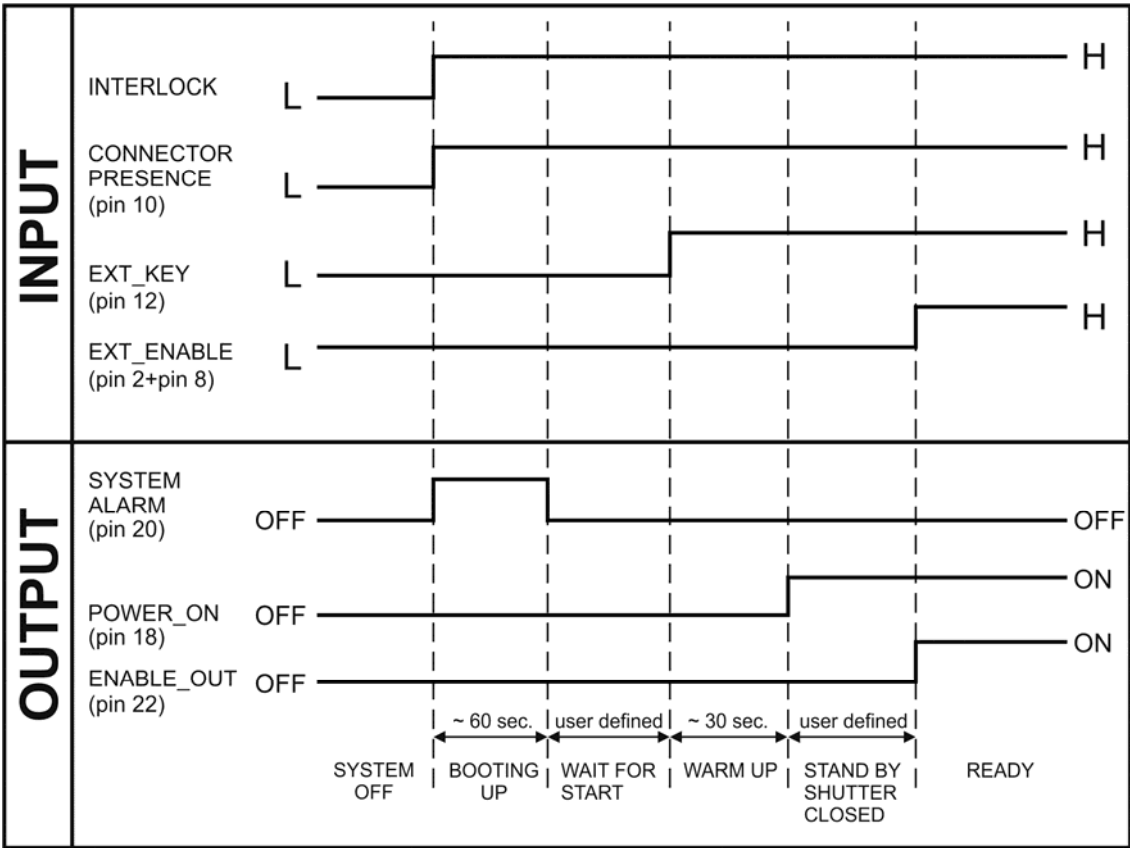 INPUT
INTERLOCK L H
CONNECTOR
PRESENCE L H
(pin 10)
EXT_KEY L H
(pin 12)
EXT_ENABLE L H
(pin 2+pin 8)
OUTPUT
SYSTEM
ALARM
(pin 20) OFF OFF
POWER_ON OFF ON
(pin 18)
ENABLE_OUT OFF ON
(pin 22)
~ 60 sec. user defined ~ 30 sec. user defined
SYSTEM
OFF
BOOTING
UP
WAIT FOR
START
WARM UP
STAND BY
SHUTTER
CLOSED
READY